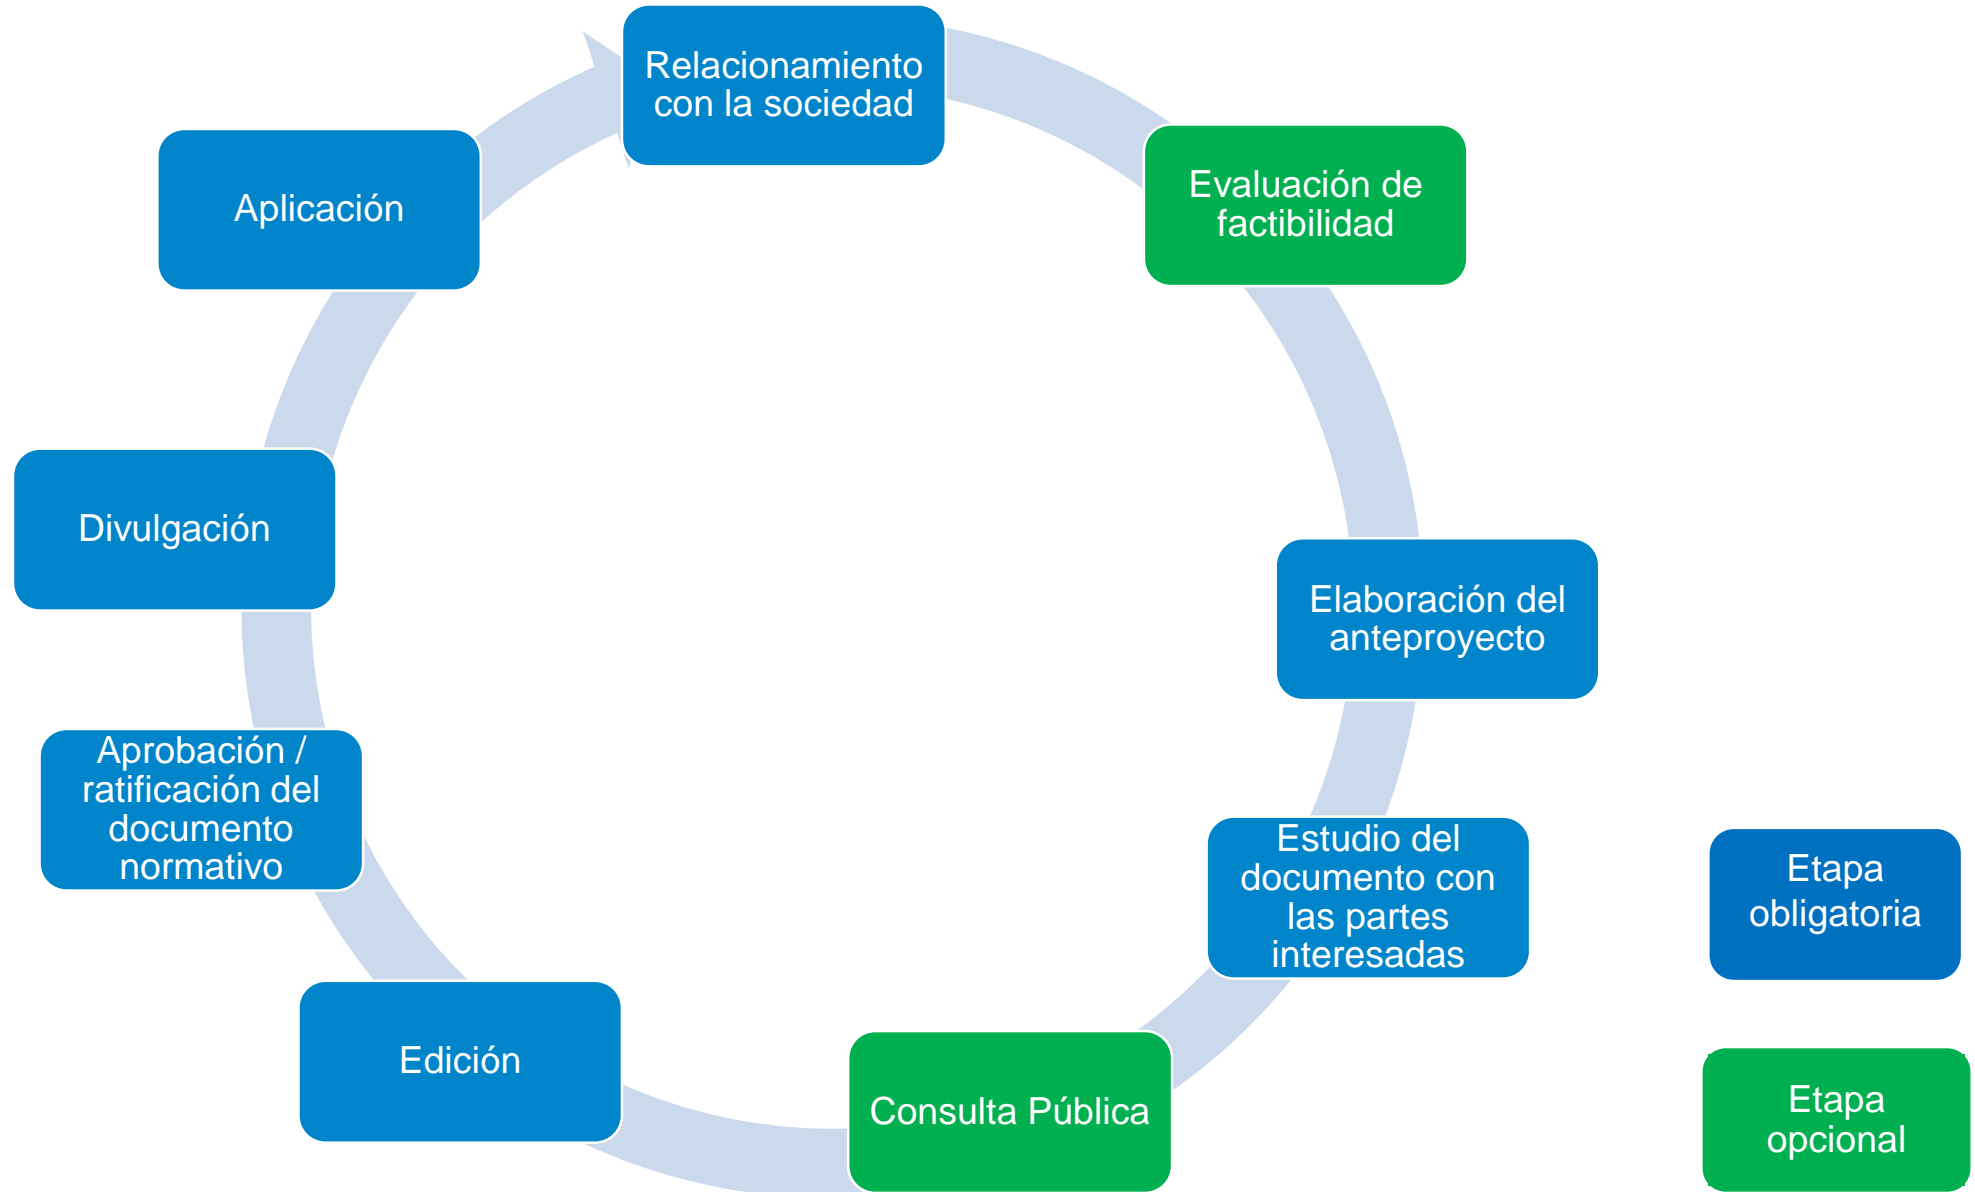 Relacionamiento
con la sociedad
Evaluación de
factibilidad
Elaboración del
anteproyecto
Estudio del
documento con
las partes
interesadas
Consulta Pública
Edición
Aprobación /
ratificación del
documento
normativo
Divulgación
Aplicación
Etapa
obligatoria
Etapa
opcional